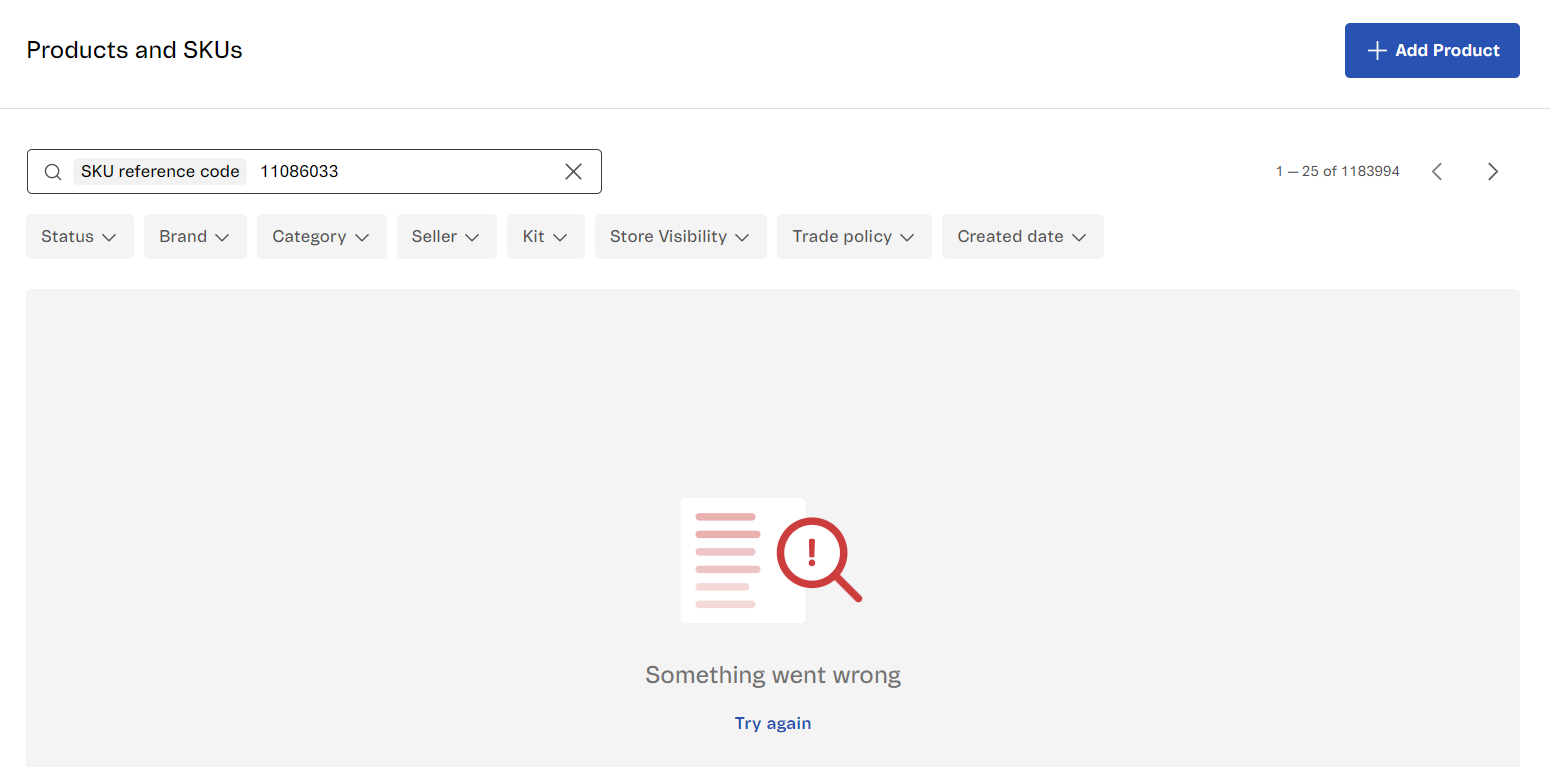 Products and SKUs
Add Product
SKU reference code 11086033
1 — 25 of 1183994
Status Brand Category Seller Kit Store Visibility Trade policy Created date
!
Something went wrong
Try again